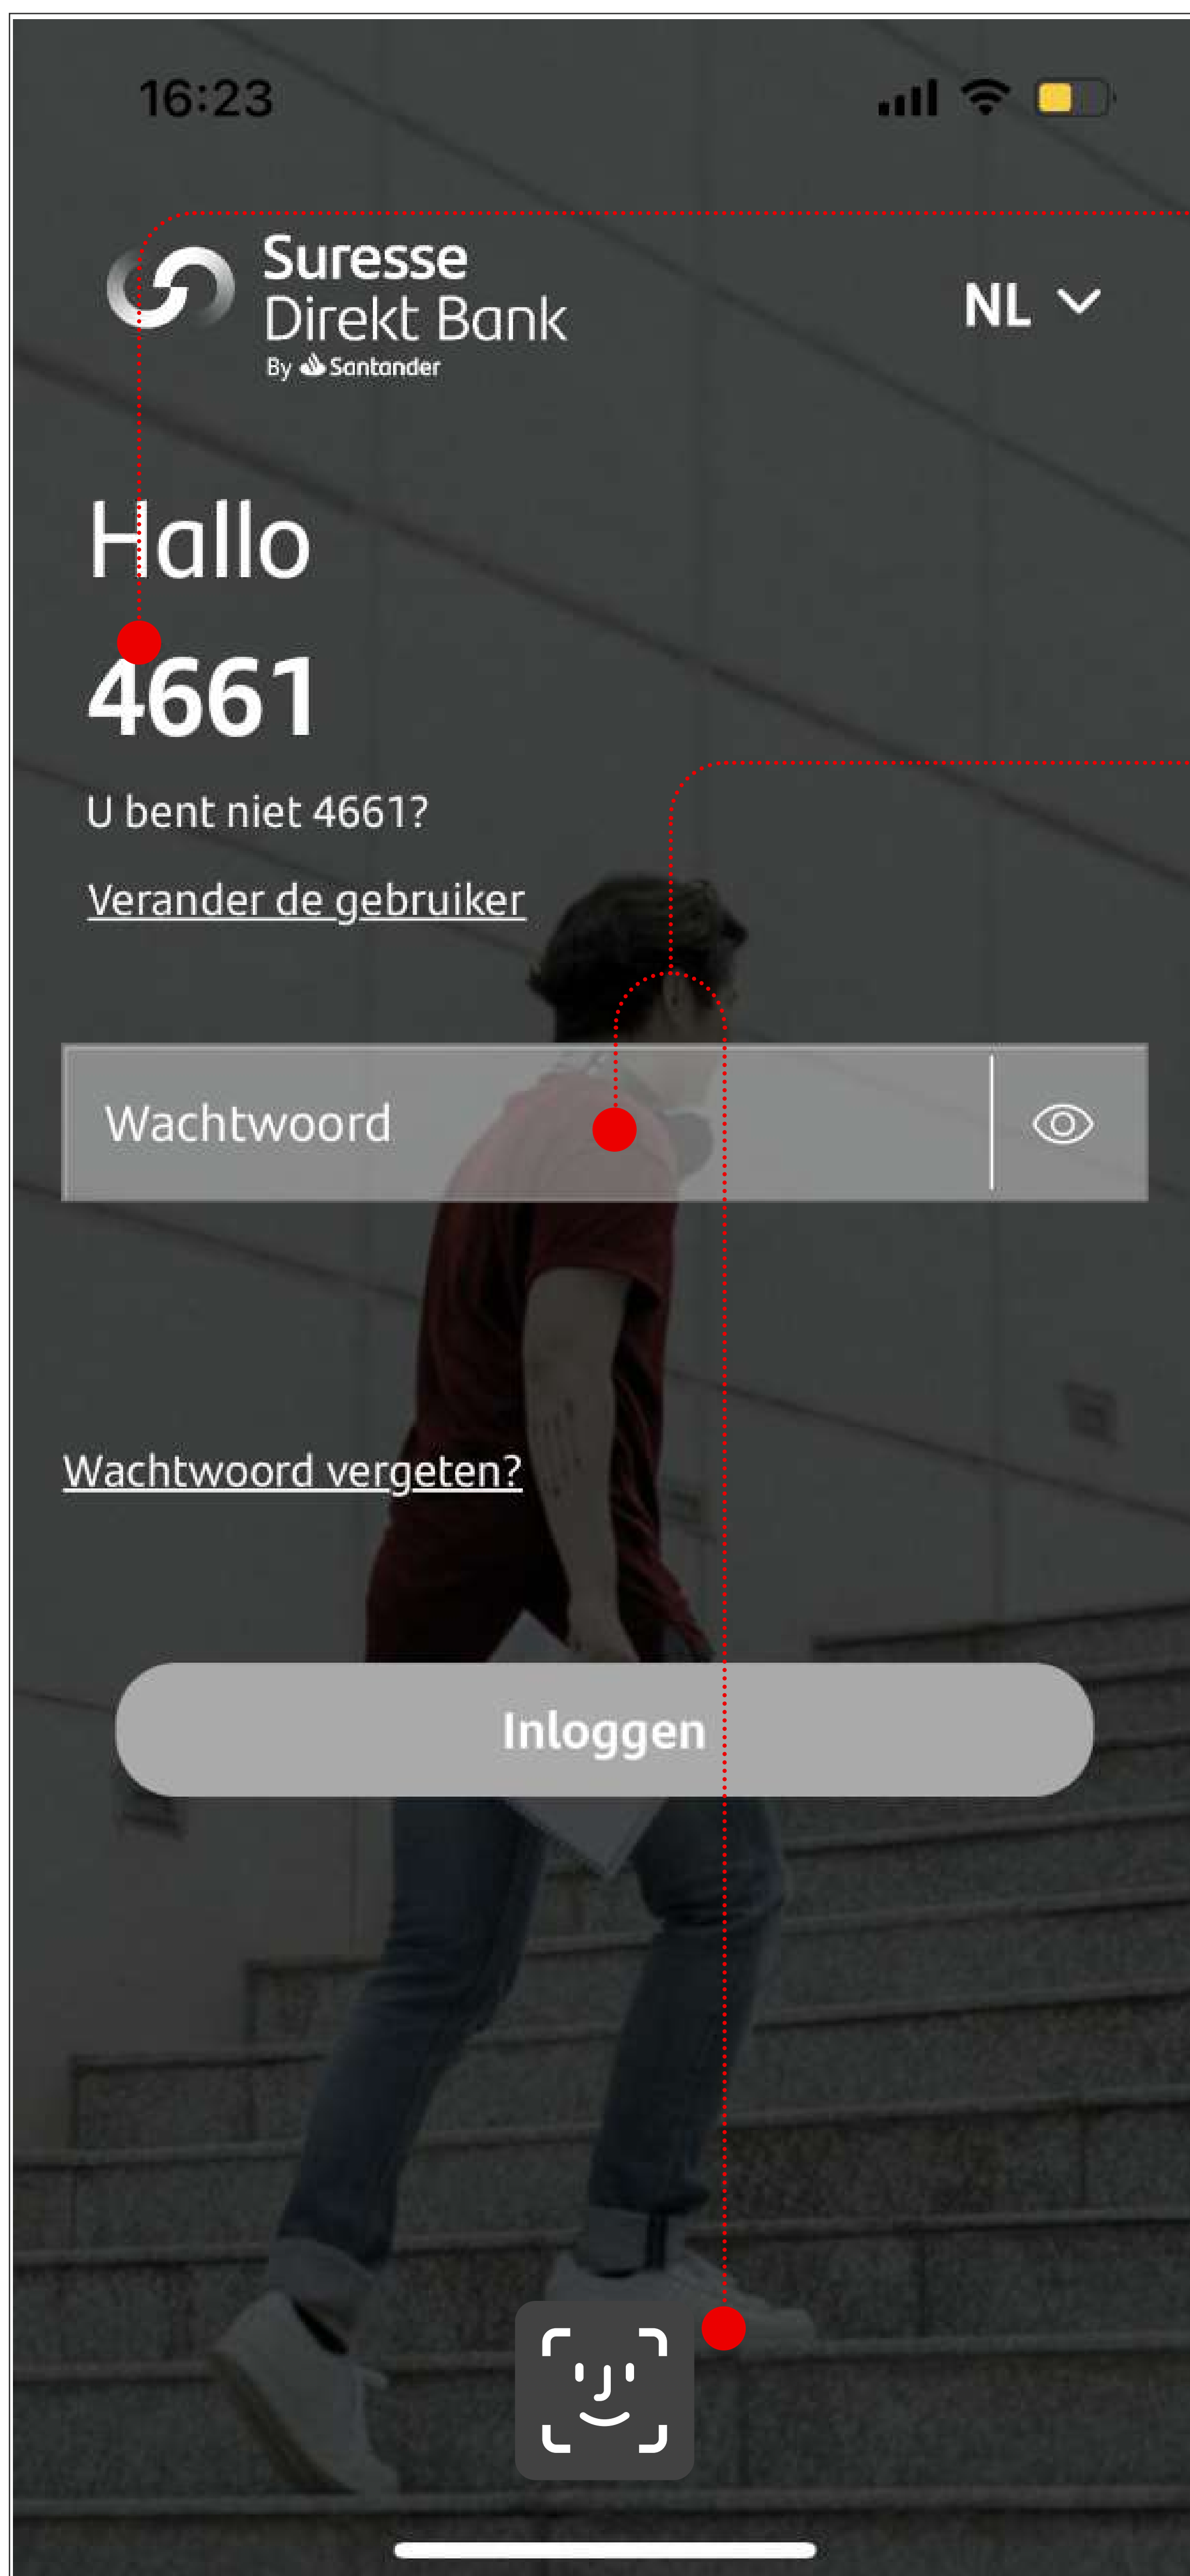 16:23
Suresse
Direkt Bank
By Santander
NL
Hallo
4661
U bent niet 4661?
Verander de gebruiker
Wachtwoord
Wachtwoord vergeten?
Inloggen